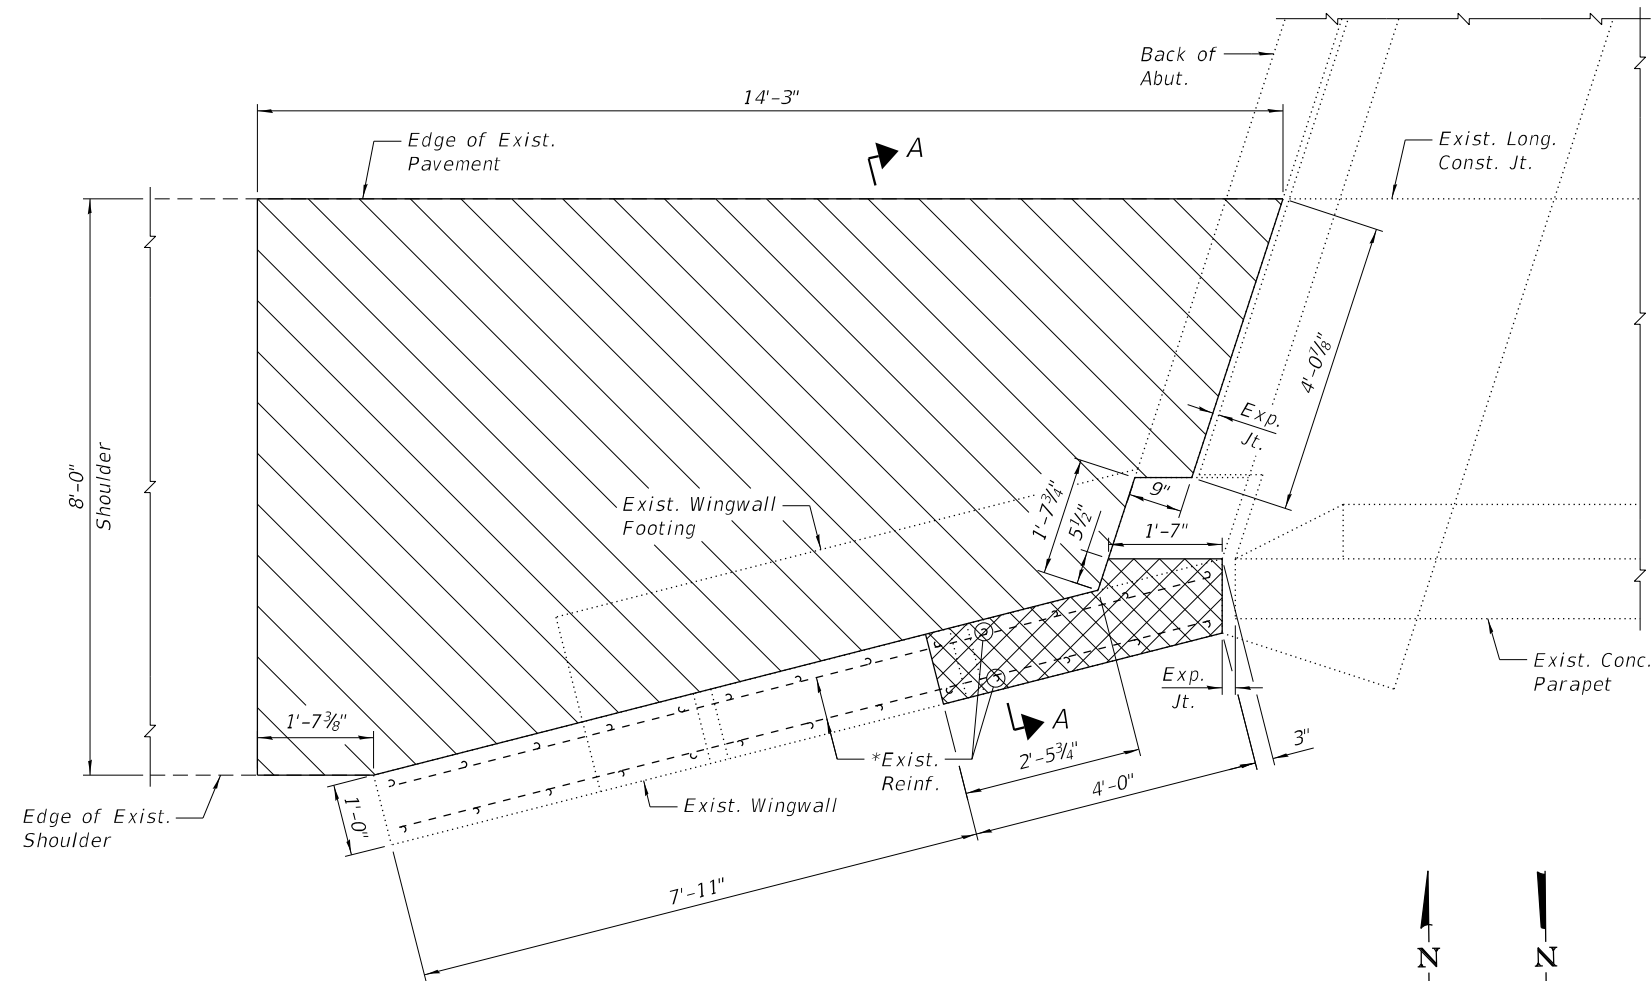 Back of
Abut.
14'-3"
Edge of Exist.
Pavement
A
Exist. Long.
Const. Jt.
8'-0"
Shoulder
4'-0⅞"
Exp.
Jt.
Exist. Wingwall
Footing
1'-7¾"
5½"
9"
1'-7"
1'-7⅜"
Exist. Conc.
Parapet
Exp.
Jt.
A
*Exist.
Reinf.
2'-5¾"
3"
4'-0"
Exist. Wingwall
1'-0"
Edge of Exist.
Shoulder
7'-11"
N
N